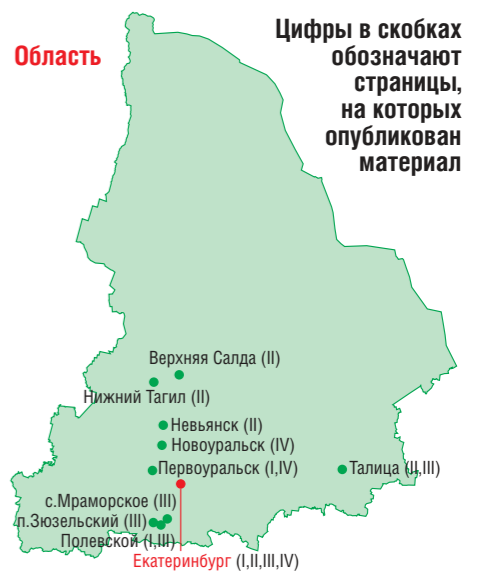 Область
Цифры в скобках
обозначают
страницы,
на которых
опубликован
материал
Верхняя Салда (II)
Нижний Тагил (II)
Невьянск (II)
Новоуральск (IV)
Первоуральск (I,IV)
Талица (II,III)
с.Мраморское (III)
п.Зюзельский (III)
Полевской (I,III)
Екатеринбург (I,II,III,IV)